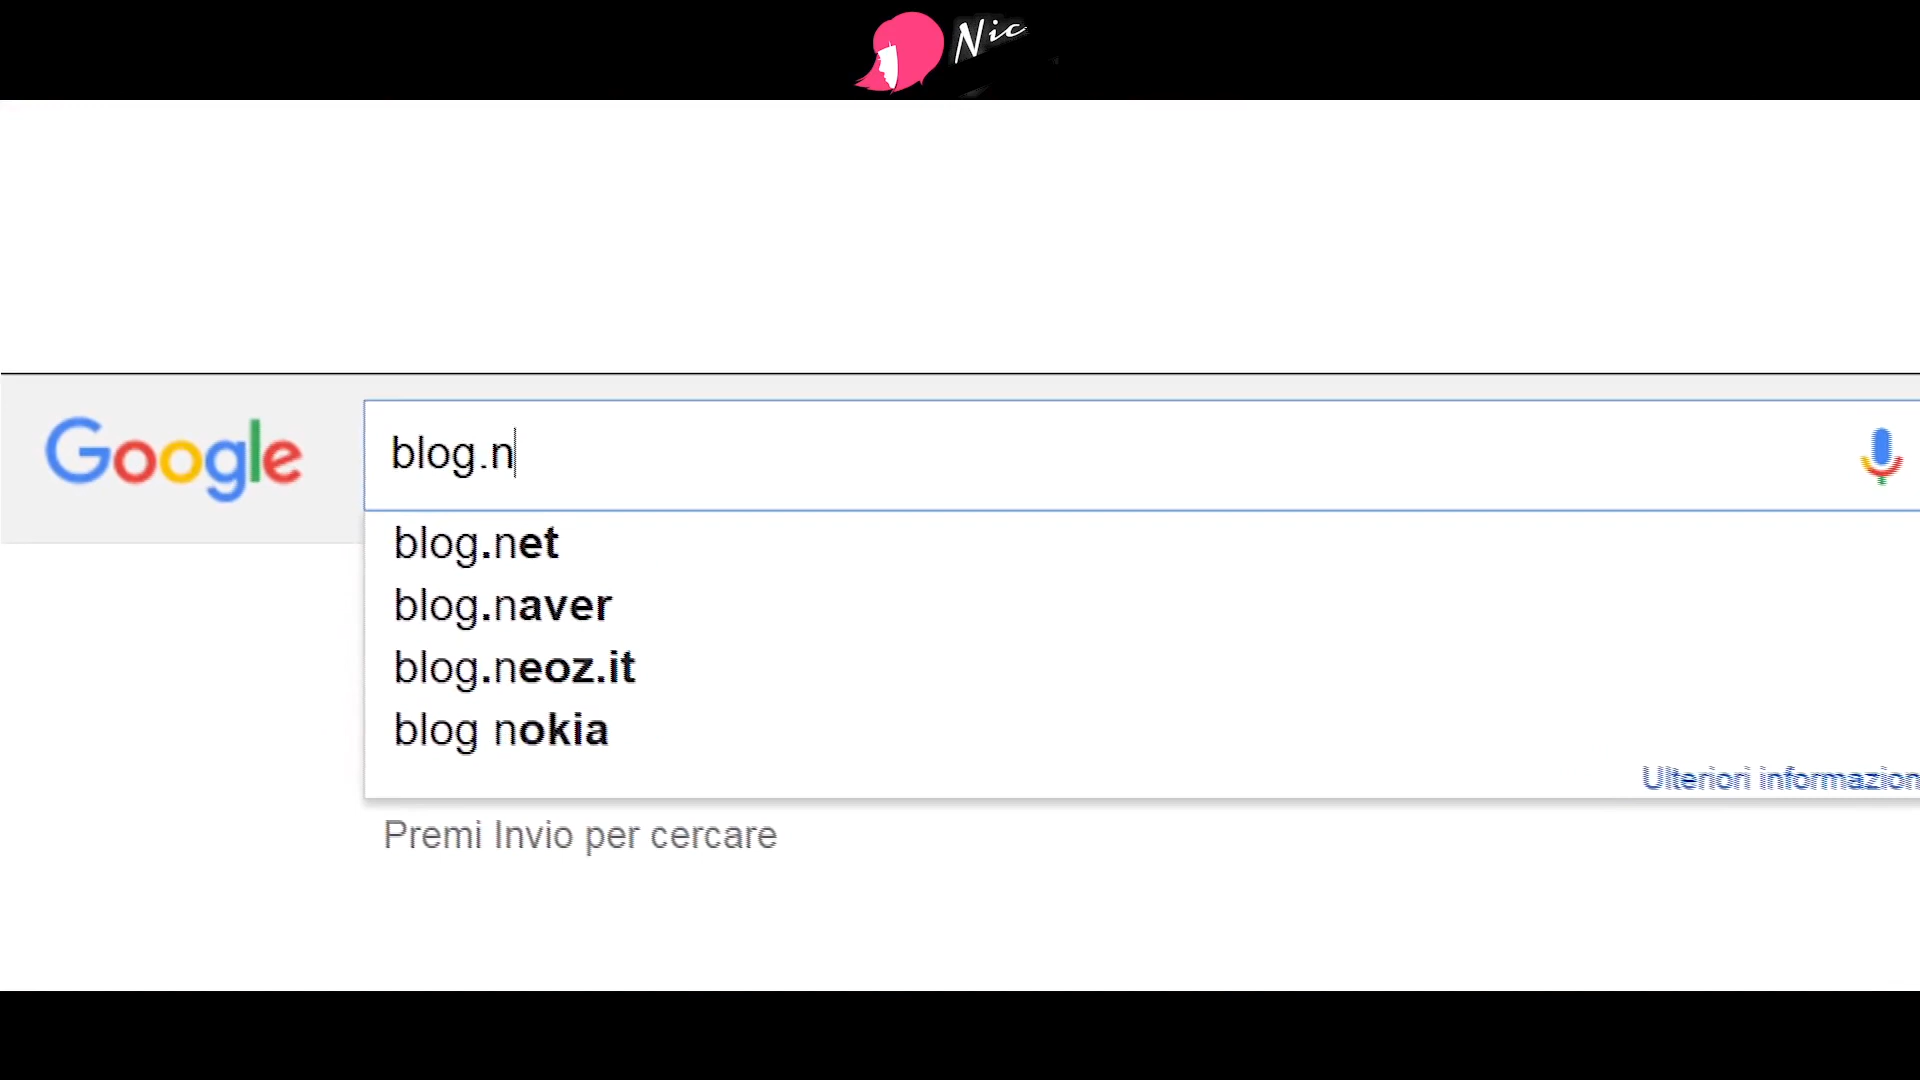 Nic
Google
blog.n
blog.net
blog.naver
blog.neoz.it
blog nokia
Ulteriori informazion
Premi Invio per cercare